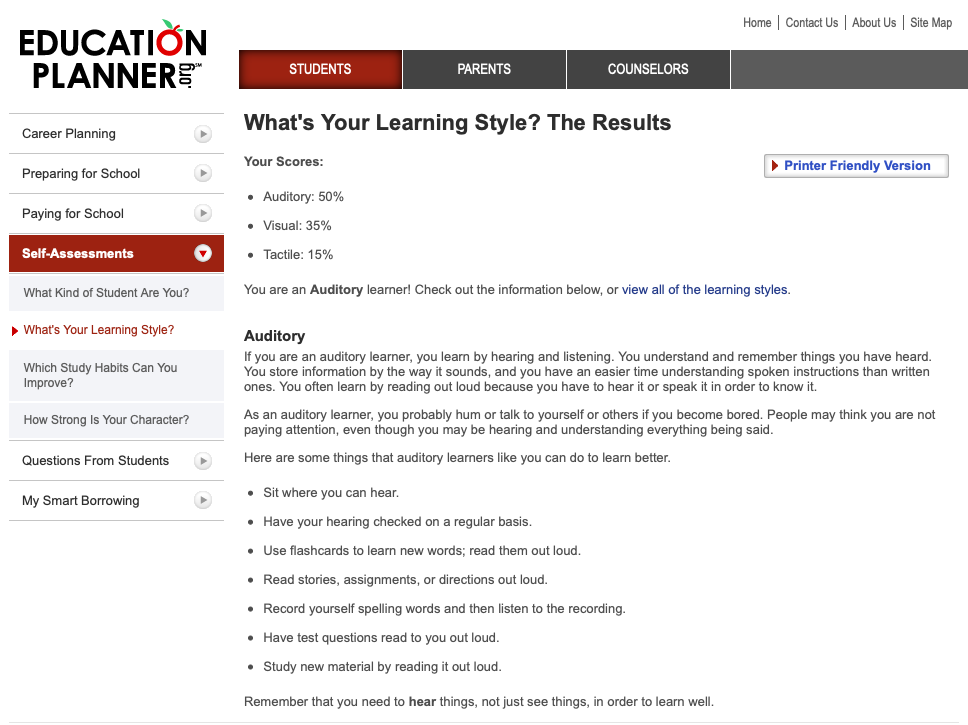 Home | Contact Us | About Us | Site Map
EDUCATION
PLANNER.org℠
STUDENTS
PARENTS
COUNSELORS
Career Planning
Preparing for School
Paying for School
Self-Assessments
What Kind of Student Are You?
What's Your Learning Style?
Which Study Habits Can You
Improve?
How Strong Is Your Character?
Questions From Students
My Smart Borrowing
What's Your Learning Style? The Results
Your Scores:
Printer Friendly Version
• Auditory: 50%
• Visual: 35%
• Tactile: 15%
You are an Auditory learner! Check out the information below, or view all of the learning styles.
Auditory
If you are an auditory learner, you learn by hearing and listening. You understand and remember things you have heard.
You store information by the way it sounds, and you have an easier time understanding spoken instructions than written
ones. You often learn by reading out loud because you have to hear it or speak it in order to know it.
As an auditory learner, you probably hum or talk to yourself or others if you become bored. People may think you are not
paying attention, even though you may be hearing and understanding everything being said.
Here are some things that auditory learners like you can do to learn better.
• Sit where you can hear.
• Have your hearing checked on a regular basis.
• Use flashcards to learn new words; read them out loud.
• Read stories, assignments, or directions out loud.
• Record yourself spelling words and then listen to the recording.
• Have test questions read to you out loud.
• Study new material by reading it out loud.
Remember that you need to hear things, not just see things, in order to learn well.